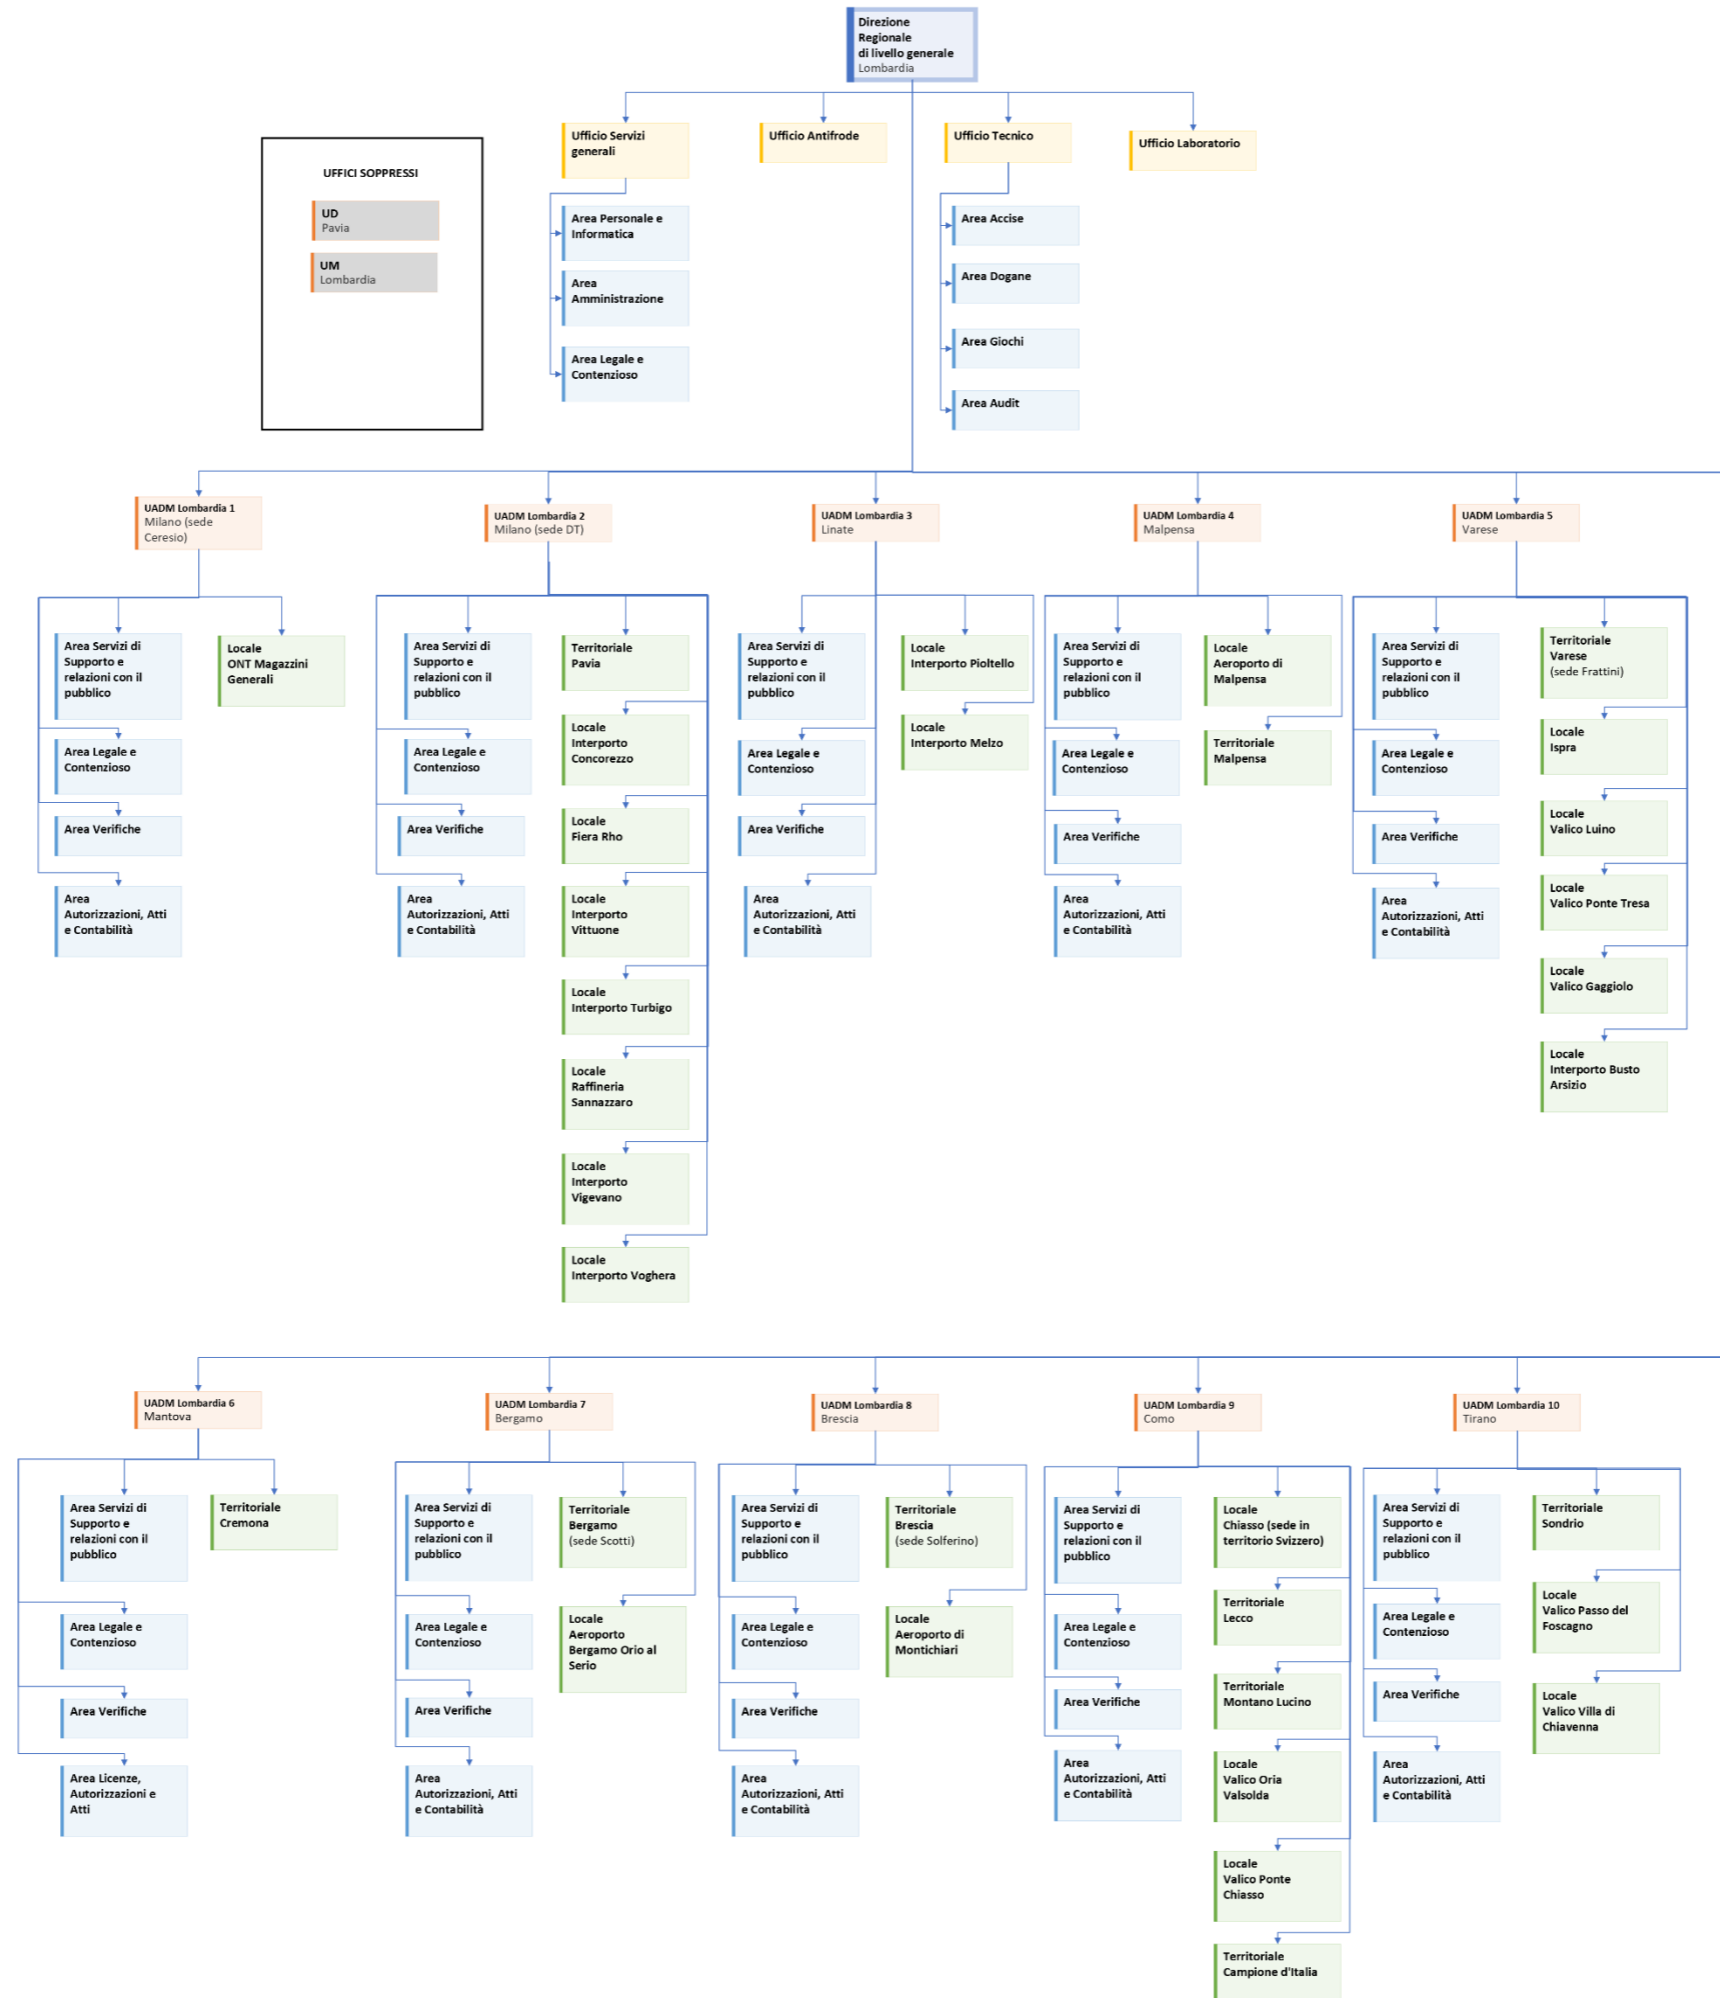 Direzione
Regionale
di livello generale
Lombardia
Ufficio Servizi
generali
Ufficio Antifrode
Ufficio Tecnico
Ufficio Laboratorio
UFFICI SOPPRESSI
UD
Pavia
UM
Lombardia
Area Personale e
Informatica
Area
Amministrazione
Area Legale e
Contenzioso
Area Accise
Area Dogane
Area Giochi
Area Audit
UADM Lombardia 1
Milano (sede
Ceresio)
Area Servizi di
Supporto e
relazioni con il
pubblico
Area Legale e
Contenzioso
Area Verifiche
Area
Autorizzazioni, Atti
e Contabilità
Locale
ONT Magazzini
Generali
UADM Lombardia 2
Milano (sede DT)
Area Servizi di
Supporto e
relazioni con il
pubblico
Area Legale e
Contenzioso
Area Verifiche
Area
Autorizzazioni, Atti
e Contabilità
Territoriale
Pavia
Locale
Interporto
Concorezzo
Locale
Fiera Rho
Locale
Interporto
Vittuone
Locale
Interporto Turbigo
Locale
Raffineria
Sannazzaro
Locale
Interporto
Vigevano
Locale
Interporto Voghera
UADM Lombardia 3
Linate
Area Servizi di
Supporto e
relazioni con il
pubblico
Area Legale e
Contenzioso
Area Verifiche
Area
Autorizzazioni, Atti
e Contabilità
Locale
Interporto Pioltello
Locale
Interporto Melzo
UADM Lombardia 4
Malpensa
Area Servizi di
Supporto e
relazioni con il
pubblico
Area Legale e
Contenzioso
Area Verifiche
Area
Autorizzazioni, Atti
e Contabilità
Locale
Aeroporto di
Malpensa
Territoriale
Malpensa
UADM Lombardia 5
Varese
Area Servizi di
Supporto e
relazioni con il
pubblico
Area Legale e
Contenzioso
Area Verifiche
Area
Autorizzazioni, Atti
e Contabilità
Territoriale
Varese
(sede Frattini)
Locale
Ispra
Locale
Valico Luino
Locale
Valico Ponte Tresa
Locale
Valico Gaggiolo
Locale
Interporto Busto
Arsizio
UADM Lombardia 6
Mantova
Area Servizi di
Supporto e
relazioni con il
pubblico
Area Legale e
Contenzioso
Area Verifiche
Area Licenze,
Autorizzazioni e
Atti
Territoriale
Cremona
UADM Lombardia 7
Bergamo
Area Servizi di
Supporto e
relazioni con il
pubblico
Area Legale e
Contenzioso
Area Verifiche
Area
Autorizzazioni, Atti
e Contabilità
Territoriale
Bergamo
(sede Scotti)
Locale
Aeroporto
Bergamo Orio al
Serio
UADM Lombardia 8
Brescia
Area Servizi di
Supporto e
relazioni con il
pubblico
Area Legale e
Contenzioso
Area Verifiche
Area
Autorizzazioni, Atti
e Contabilità
Territoriale
Brescia
(sede Solferino)
Locale
Aeroporto di
Montichiari
UADM Lombardia 9
Como
Area Servizi di
Supporto e
relazioni con il
pubblico
Area Legale e
Contenzioso
Area Verifiche
Area
Autorizzazioni, Atti
e Contabilità
Locale
Chiasso (sede in
territorio Svizzero)
Territoriale
Lecco
Territoriale
Montano Lucino
Locale
Valico Oria
Valsolda
Locale
Valico Ponte
Chiasso
Territoriale
Campione d'Italia
UADM Lombardia 10
Tirano
Area Servizi di
Supporto e
relazioni con il
pubblico
Area Legale e
Contenzioso
Area Verifiche
Area
Autorizzazioni, Atti
e Contabilità
Territoriale
Sondrio
Locale
Valico Passo del
Foscagno
Locale
Valico Villa di
Chiavenna